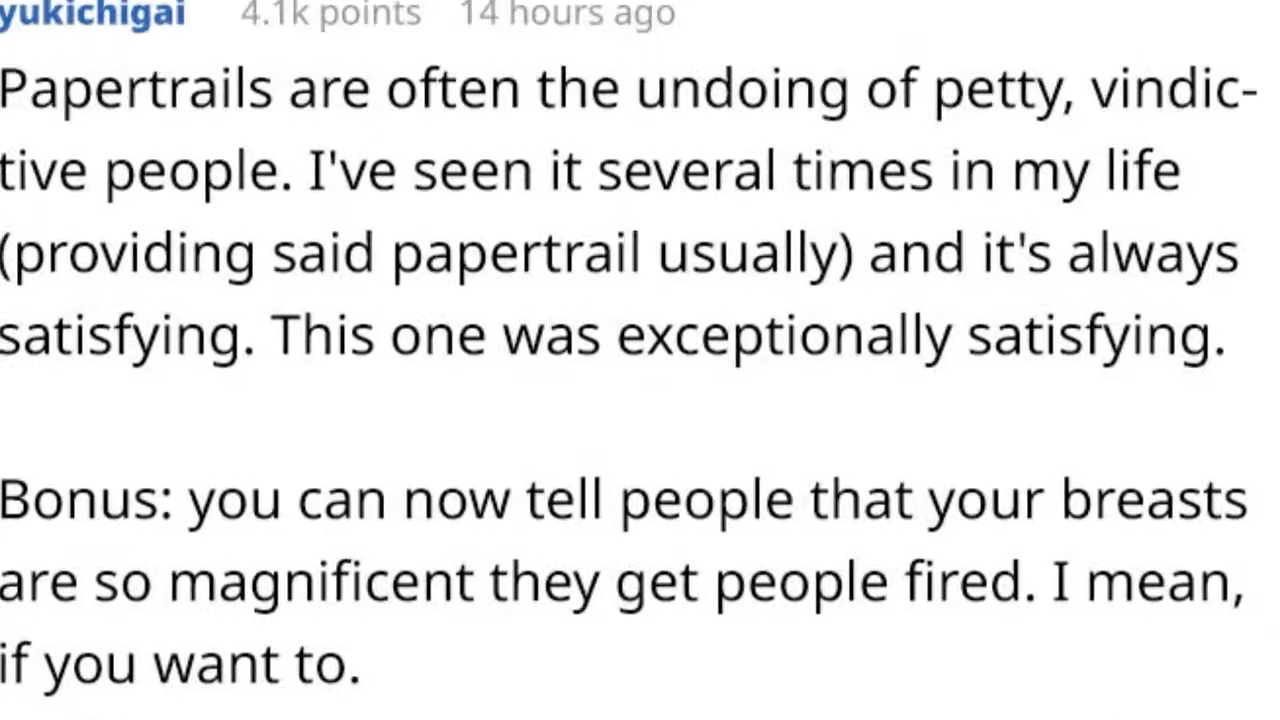 yukichigai 4.1k points 14 hours ago
Papertrails are often the undoing of petty, vindic-
tive people. I've seen it several times in my life
(providing said papertrail usually) and it's always
satisfying. This one was exceptionally satisfying.
Bonus: you can now tell people that your breasts
are so magnificent they get people fired. I mean,
if you want to.